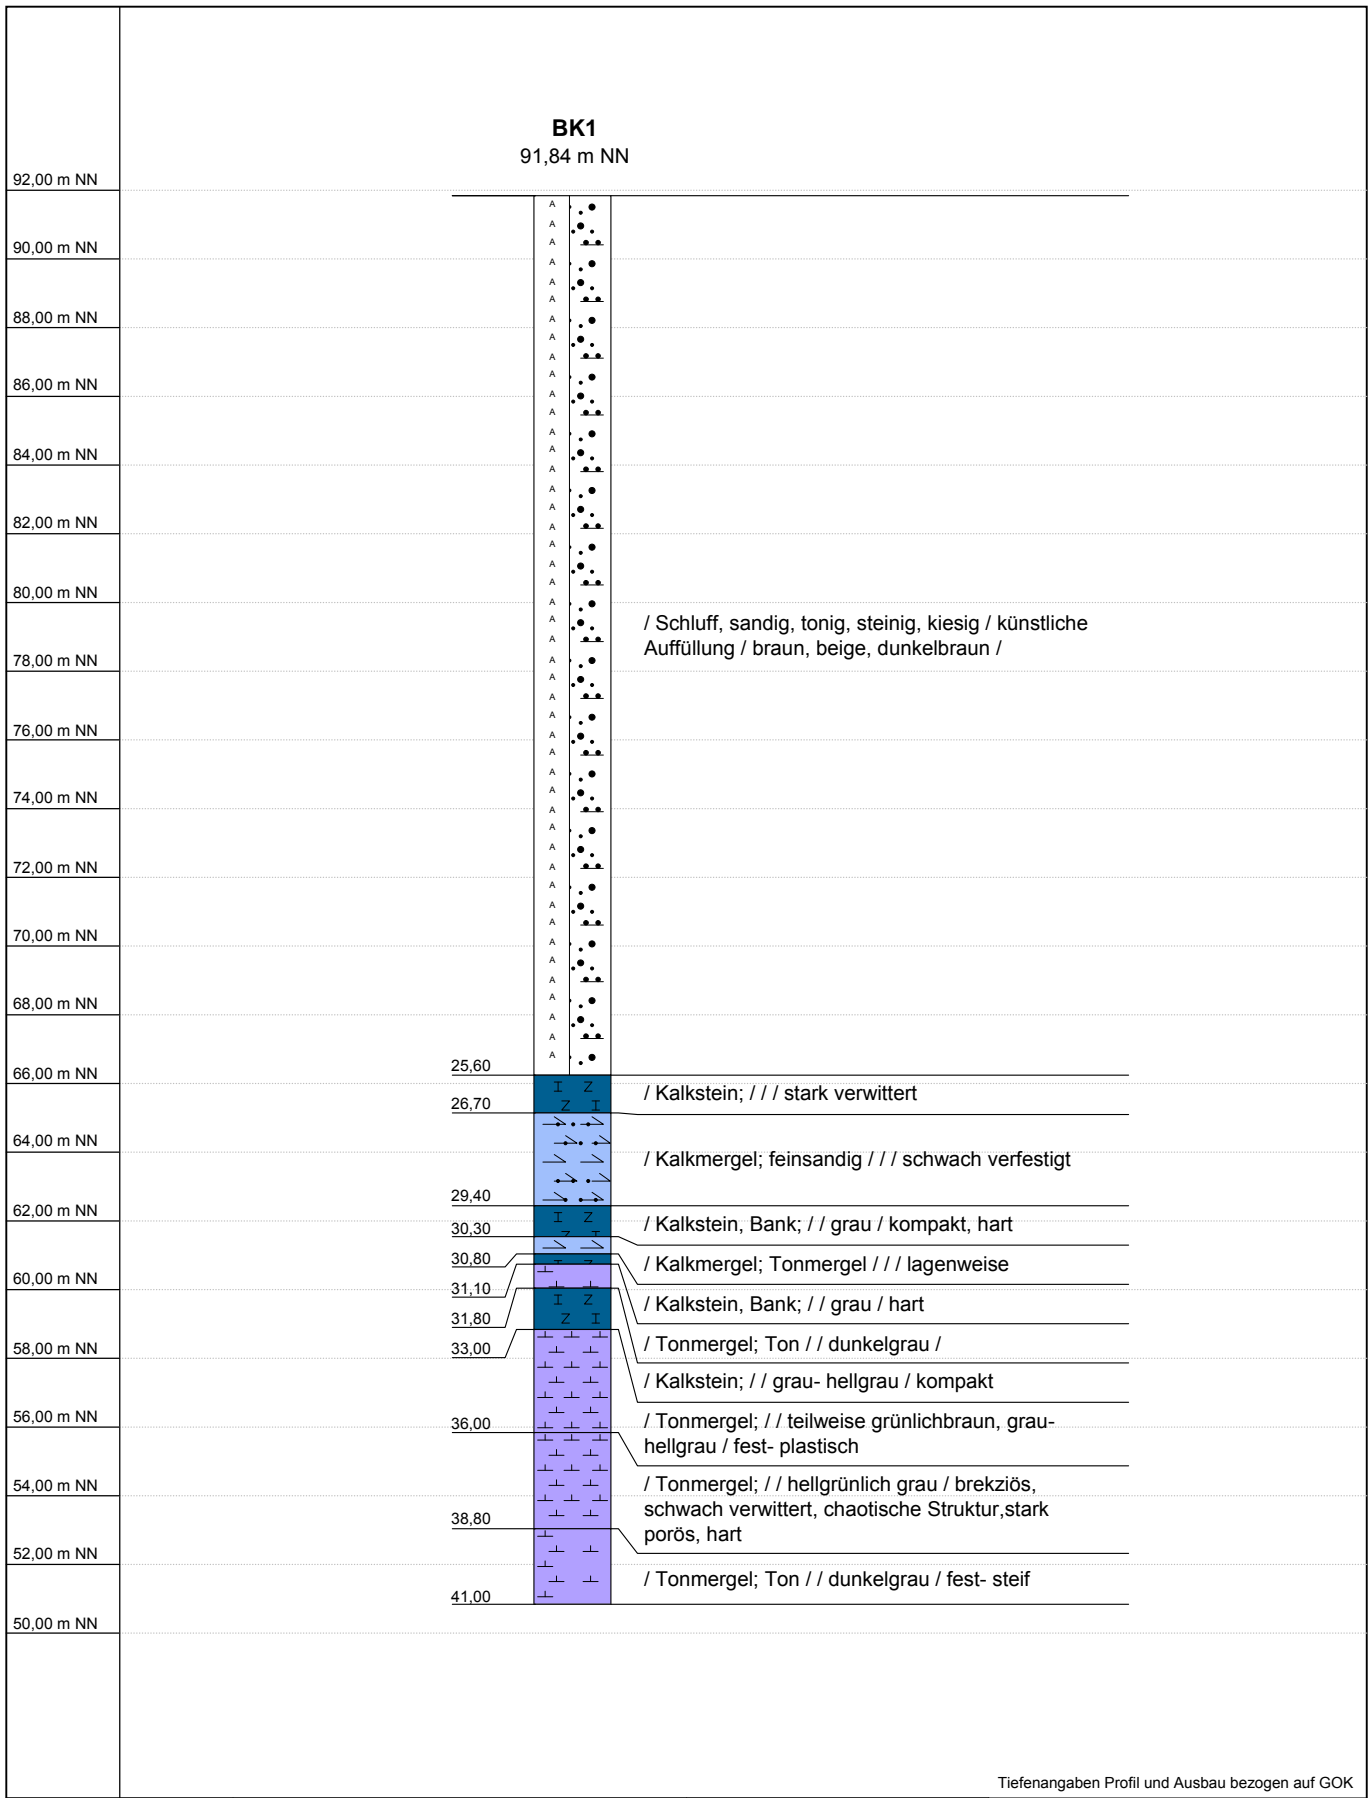 BK1
91,84 m NN
92,00 m NN
90,00 m NN
88,00 m NN
86,00 m NN
84,00 m NN
82,00 m NN
80,00 m NN
78,00 m NN
76,00 m NN
74,00 m NN
72,00 m NN
70,00 m NN
68,00 m NN
66,00 m NN
64,00 m NN
62,00 m NN
60,00 m NN
58,00 m NN
56,00 m NN
54,00 m NN
52,00 m NN
50,00 m NN
/ Schluff, sandig, tonig, steinig, kiesig / künstliche
Auffüllung / braun, beige, dunkelbraun /
25,60
/ Kalkstein; / / / stark verwittert
26,70
/ Kalkmergel; feinsandig / / / schwach verfestigt
29,40
/ Kalkstein, Bank; / / grau / kompakt, hart
30,30
/ Kalkmergel; Tonmergel / / / lagenweise
30,80
/ Kalkstein, Bank; / / grau / hart
31,10
/ Tonmergel; Ton / / dunkelgrau /
31,80
/ Kalkstein; / / grau- hellgrau / kompakt
33,00
/ Tonmergel; / / teilweise grünlichbraun, grau-
hellgrau / fest- plastisch
36,00
/ Tonmergel; / / hellgrünlich grau / brekziös,
schwach verwittert, chaotische Struktur,stark
porös, hart
38,80
/ Tonmergel; Ton / / dunkelgrau / fest- steif
41,00
Tiefenangaben Profil und Ausbau bezogen auf GOK